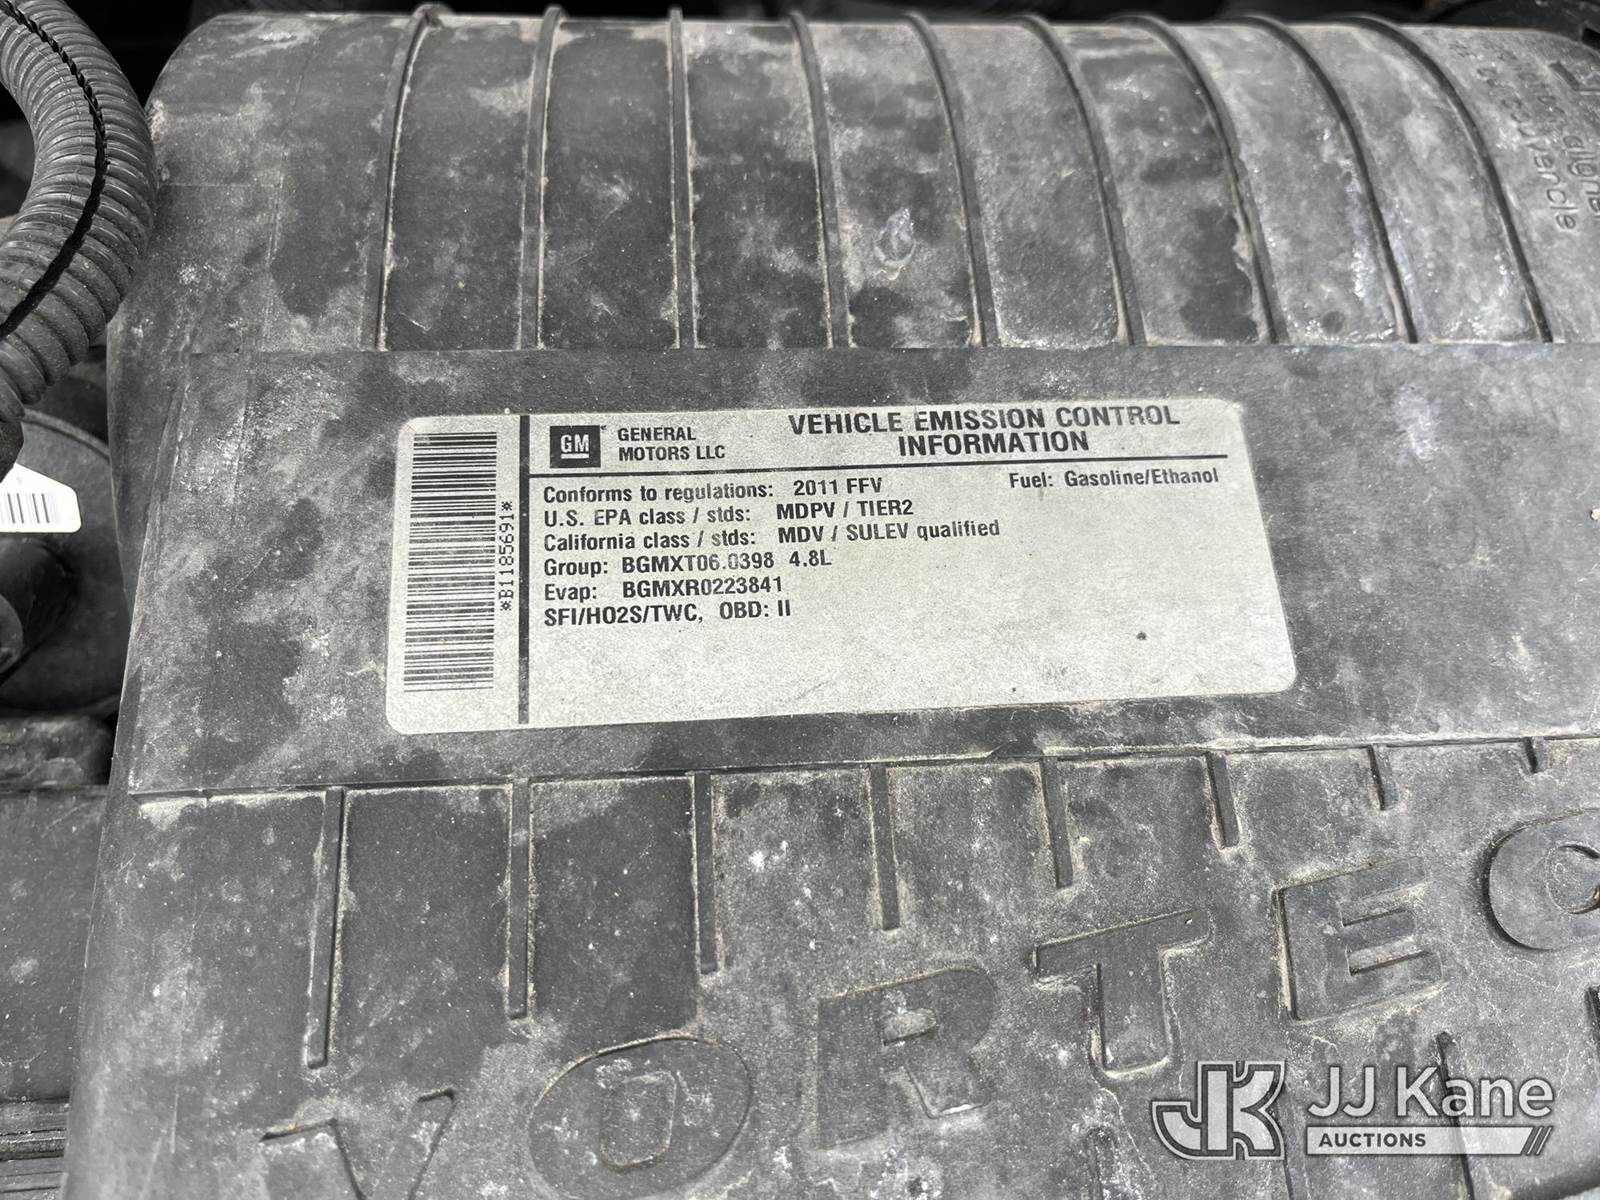 GM GENERAL
MOTORS LLC
VEHICLE EMISSION CONTROL
INFORMATION
Conforms to regulations: 2011 FFV
Fuel: Gasoline/Ethanol
U.S. EPA class / stds: MDPV / TIER2
California class / stds: MDV / SULEV qualified
Group: BGMXT06.0398 4.8L
Evap: BGMXR0223841
SFI/HO2S/TWC, OBD: II
*B1185691*
VORTEC
JK JJ Kane
AUCTIONS